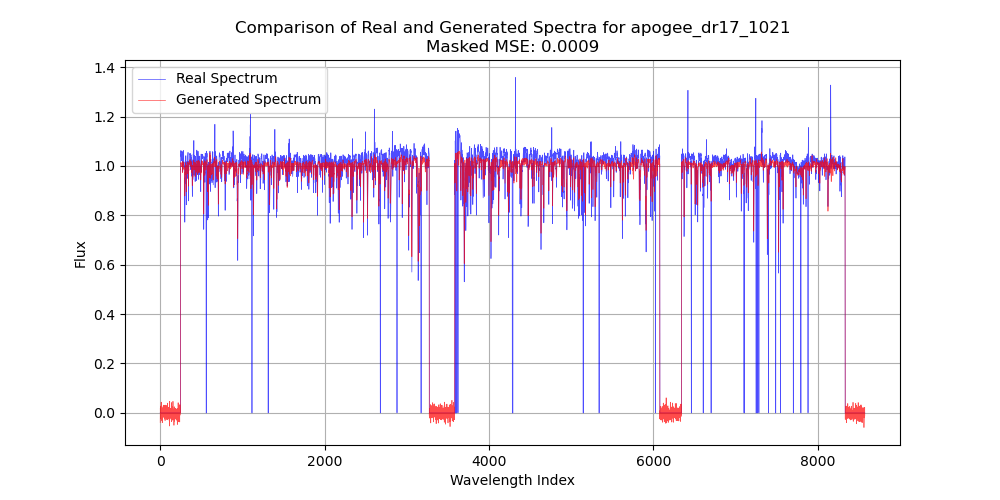 Comparison of Real and Generated Spectra for apogee_dr17_1021
Masked MSE: 0.0009
Real Spectrum
Generated Spectrum
1.4
1.2
1.0
0.8
0.6
0.4
0.2
0.0
Flux
0 2000 4000 6000 8000
Wavelength Index